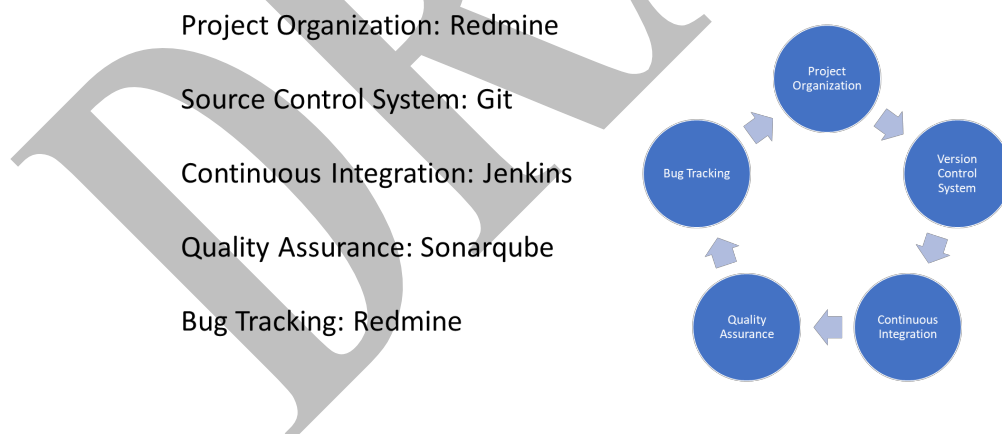 Project Organization: Redmine
Source Control System: Git
Continuous Integration: Jenkins
Quality Assurance: Sonarqube
Bug Tracking: Redmine
Project
Organization
Version
Control
System
Continuous
Integration
Quality
Assurance
Bug Tracking